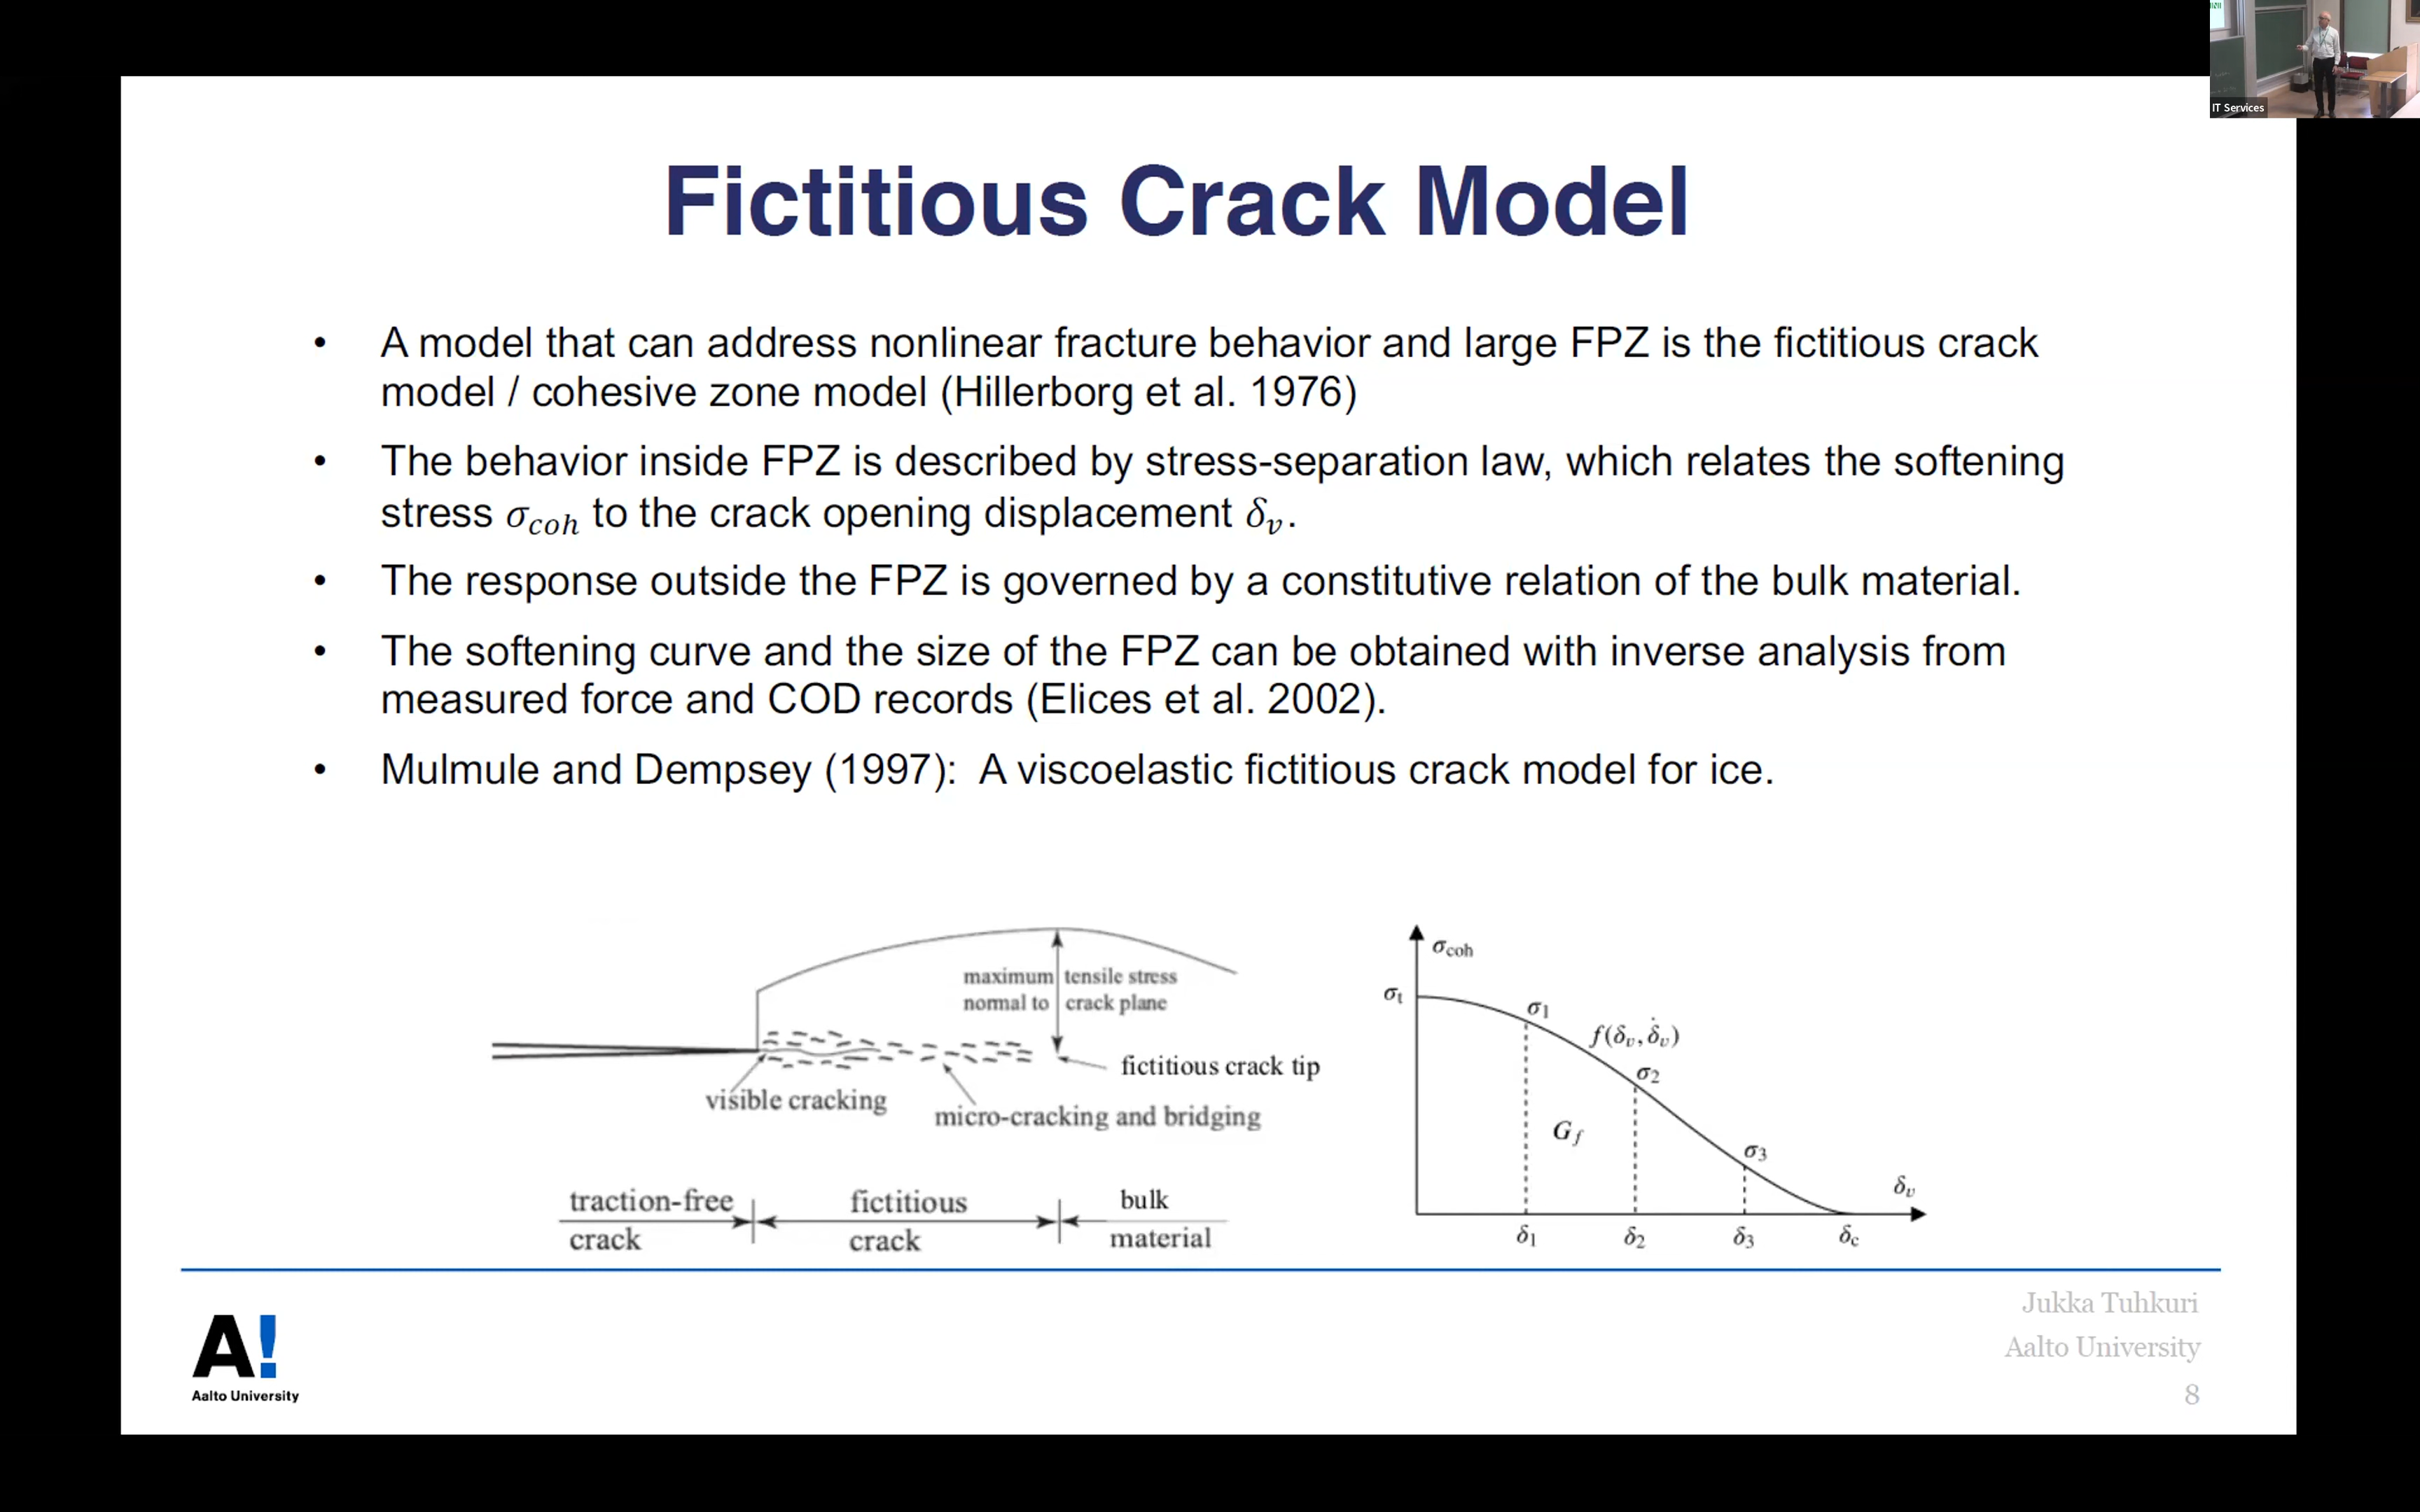 IT Services
Fictitious Crack Model
• A model that can address nonlinear fracture behavior and large FPZ is the fictitious crack
model / cohesive zone model (Hillerborg et al. 1976)
• The behavior inside FPZ is described by stress-separation law, which relates the softening
stress σ_coh to the crack opening displacement δ_v.
• The response outside the FPZ is governed by a constitutive relation of the bulk material.
• The softening curve and the size of the FPZ can be obtained with inverse analysis from
measured force and COD records (Elices et al. 2002).
• Mulmule and Dempsey (1997): A viscoelastic fictitious crack model for ice.
maximum tensile stress
normal to crack plane
fictitious crack tip
visible cracking
micro-cracking and bridging
traction-free
crack
fictitious
crack
bulk
material
σ_coh
σ_t
σ_1
f(δ_v, δ̇_v)
σ_2
G_f
σ_3
δ_v
δ_1 δ_2 δ_3 δ_c
A!
Aalto University
Jukka Tuhkuri
Aalto University
8